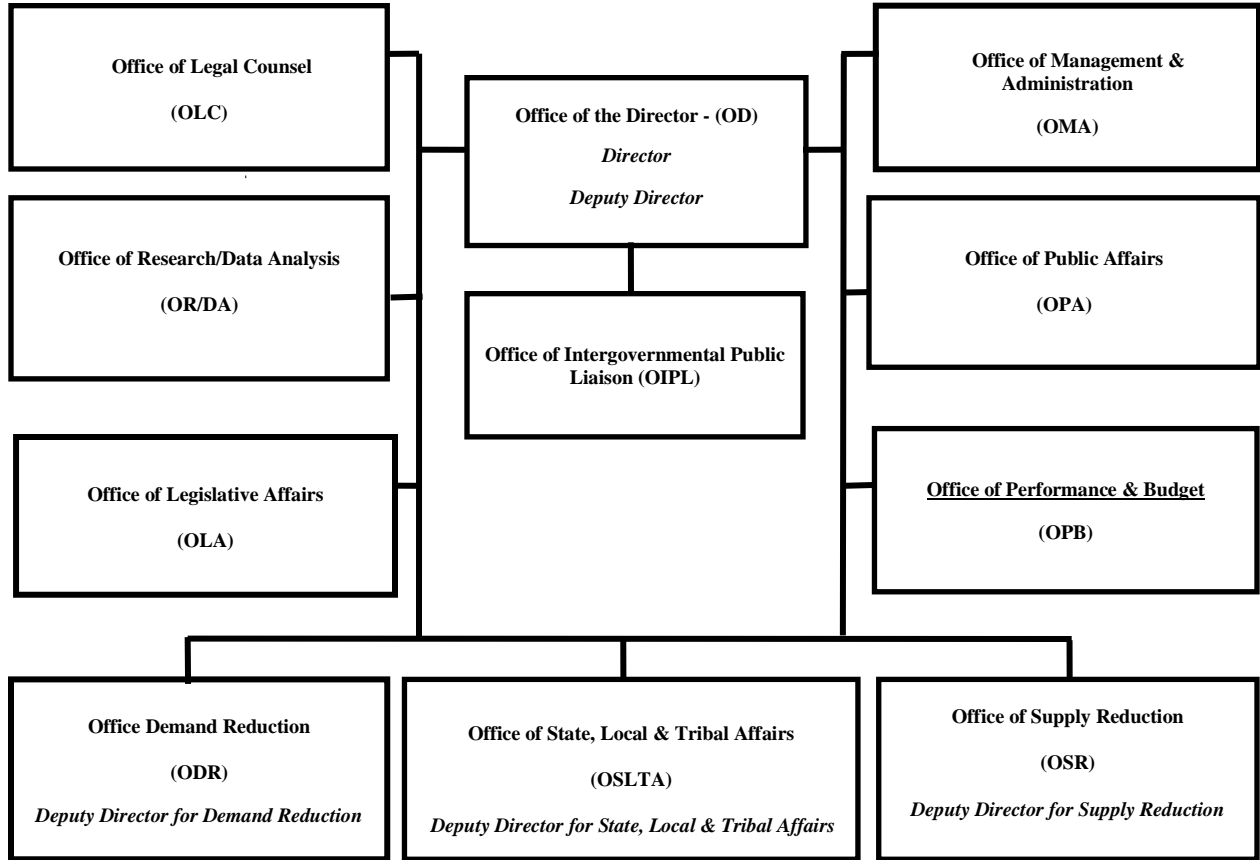 Office of Legal Counsel
(OLC)
Office of the Director - (OD)
Director
Deputy Director
Office of Management &
Administration
(OMA)
Office of Research/Data Analysis
(OR/DA)
Office of Intergovernmental Public
Liaison (OIPL)
Office of Public Affairs
(OPA)
Office of Legislative Affairs
(OLA)
Office of Performance & Budget
(OPB)
Office Demand Reduction
(ODR)
Deputy Director for Demand Reduction
Office of State, Local & Tribal Affairs
(OSLTA)
Deputy Director for State, Local & Tribal Affairs
Office of Supply Reduction
(OSR)
Deputy Director for Supply Reduction